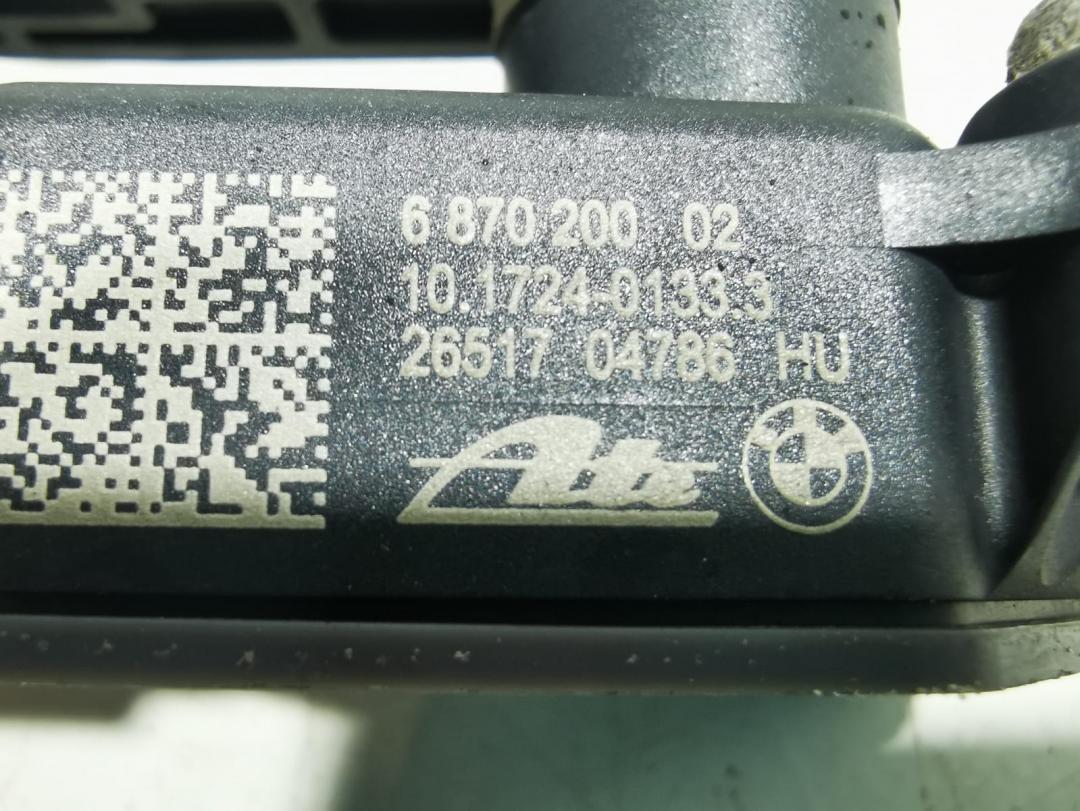 6 870 200 02
10.1724-0133.3
26517 04786 HU
Ate